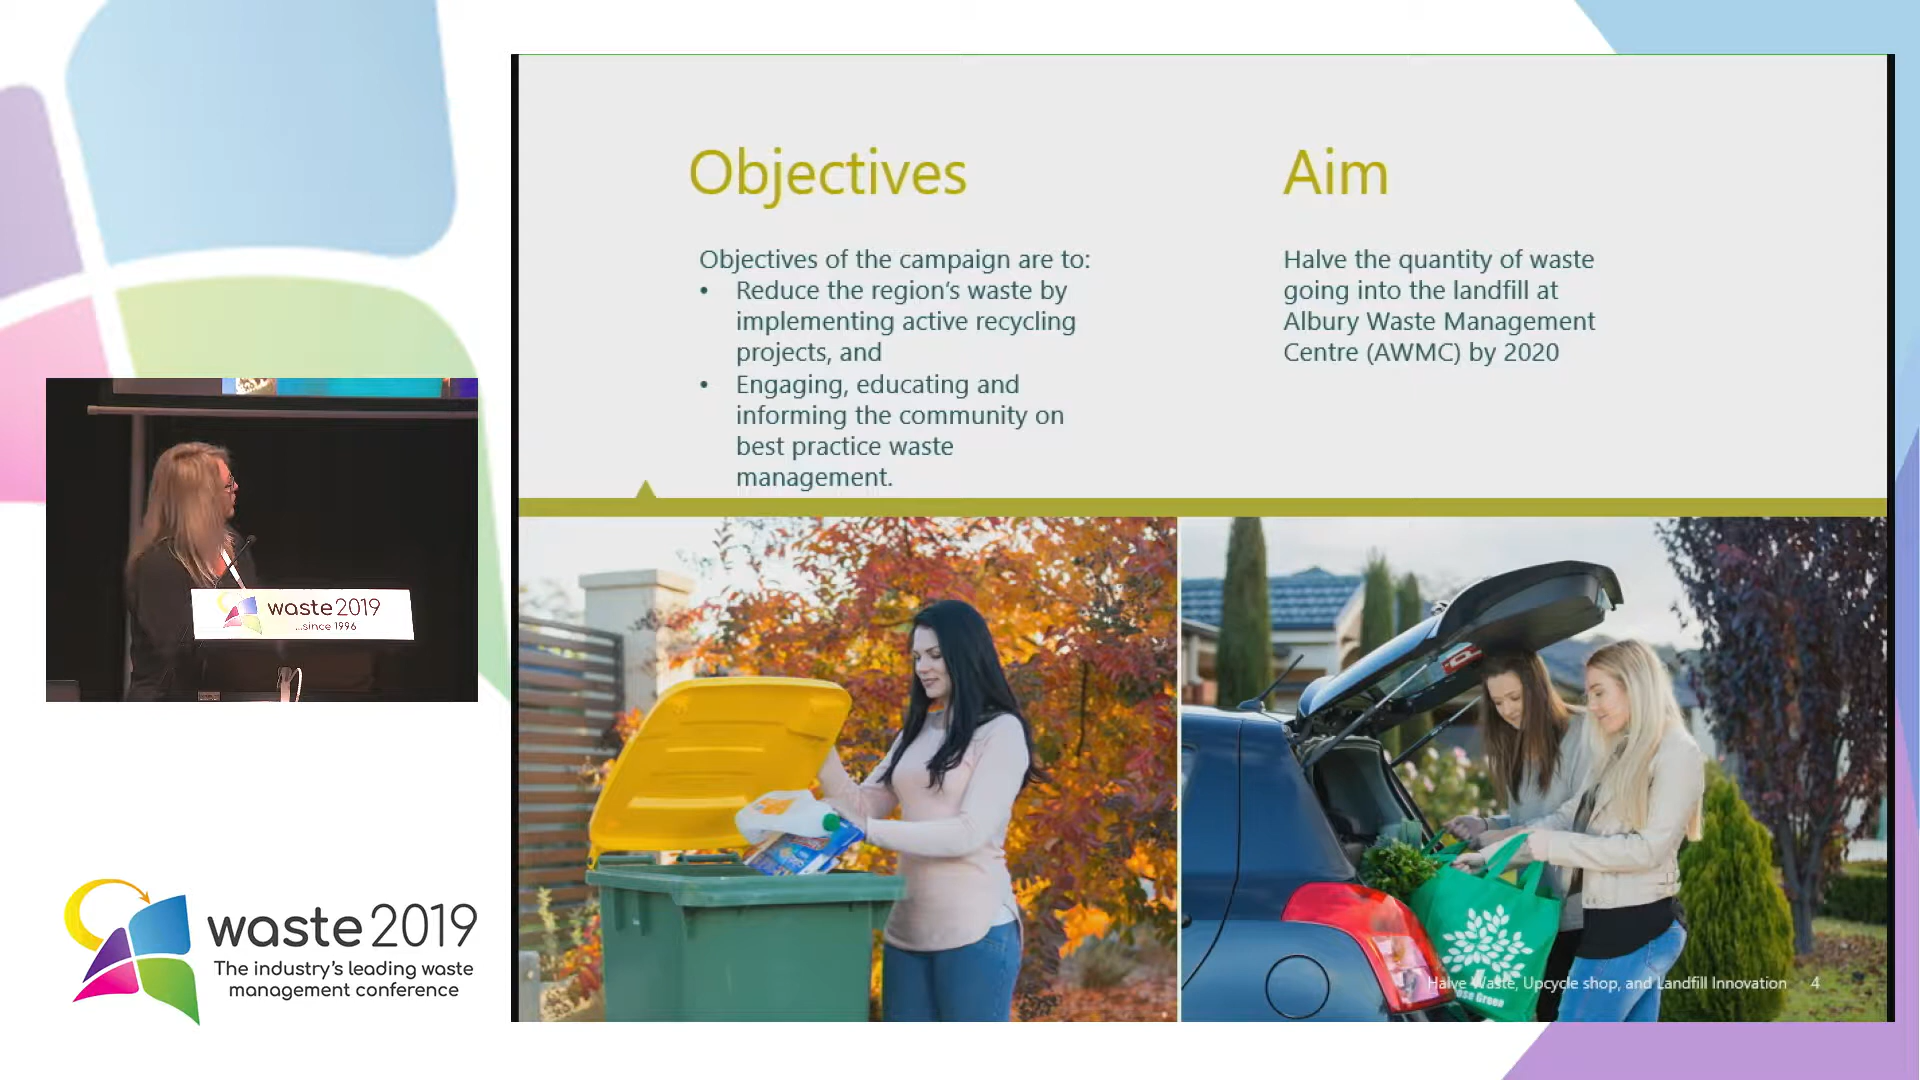 Objectives
Objectives of the campaign are to:
• Reduce the region's waste by
implementing active recycling
projects, and
• Engaging, educating and
informing the community on
best practice waste
management.
Aim
Halve the quantity of waste
going into the landfill at
Albury Waste Management
Centre (AWMC) by 2020
waste 2019
...since 1996
Halve Waste, Upcycle shop, and Landfill Innovation 4
waste 2019
The industry's leading waste
management conference